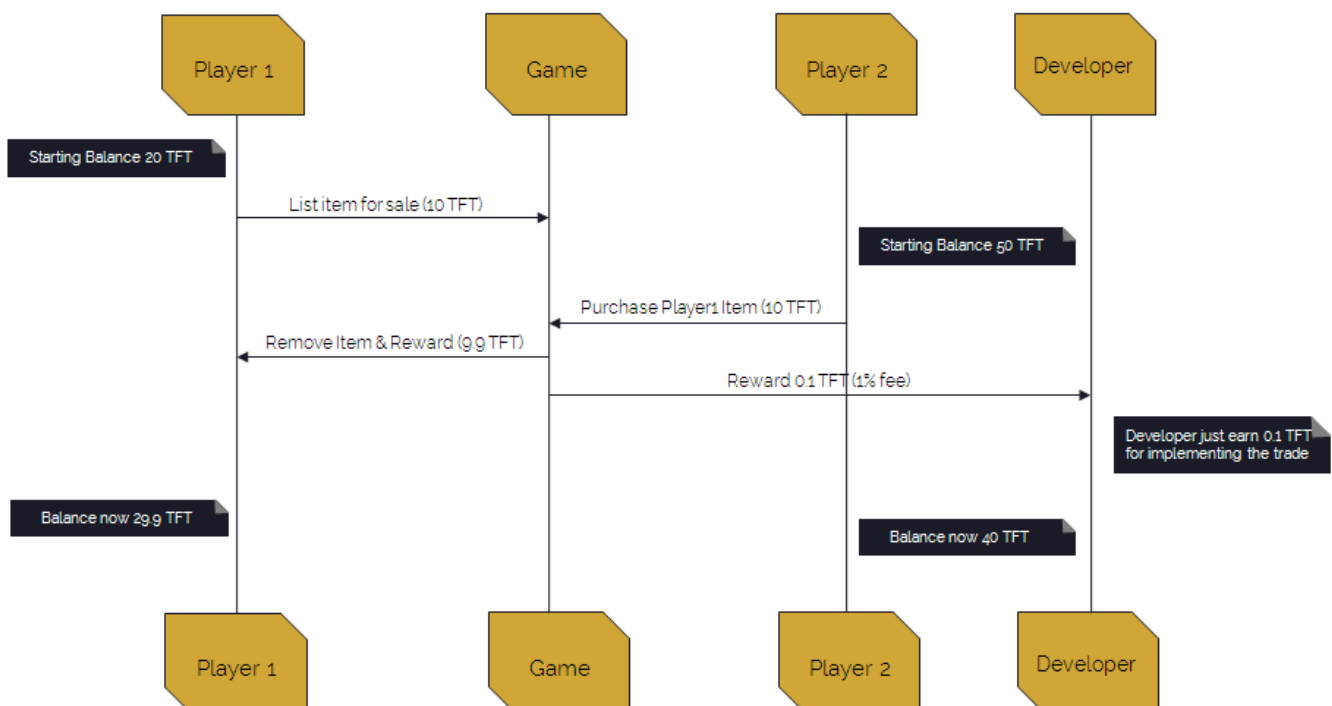 Player 1
Game
Player 2
Developer
Starting Balance 20 TFT
List item for sale (10 TFT)
Starting Balance 50 TFT
Purchase Player1 Item (10 TFT)
Remove Item & Reward (9.9 TFT)
Reward 0.1 TFT (1% fee)
Developer just earn 0.1 TFT
for implementing the trade
Balance now 29.9 TFT
Balance now 40 TFT
Player 1
Game
Player 2
Developer